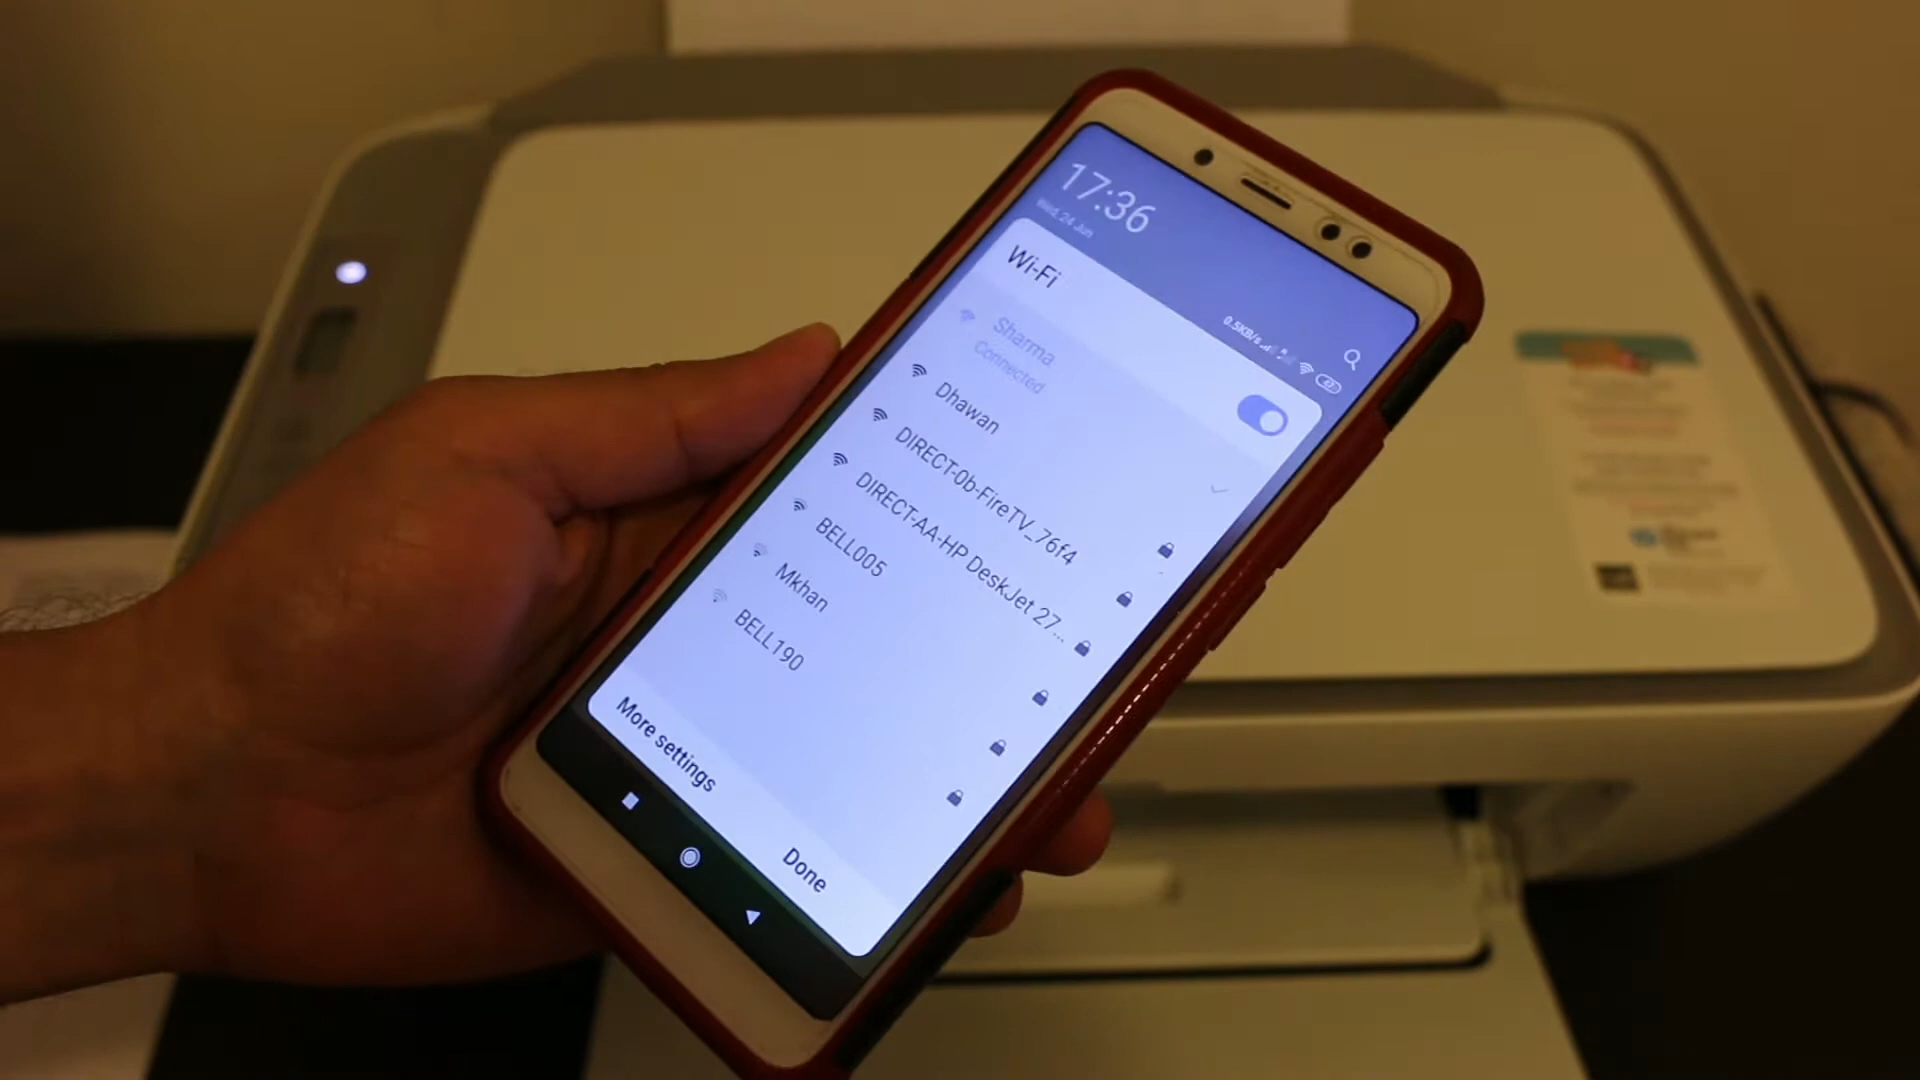 17:36
Wed, 24 Jun
0.5KB/s
Wi-Fi
Sharma
Connected
Dhawan
DIRECT-0b-FireTV_76f4
DIRECT-AA-HP DeskJet 27...
BELL005
Mkhan
BELL190
More settings
Done